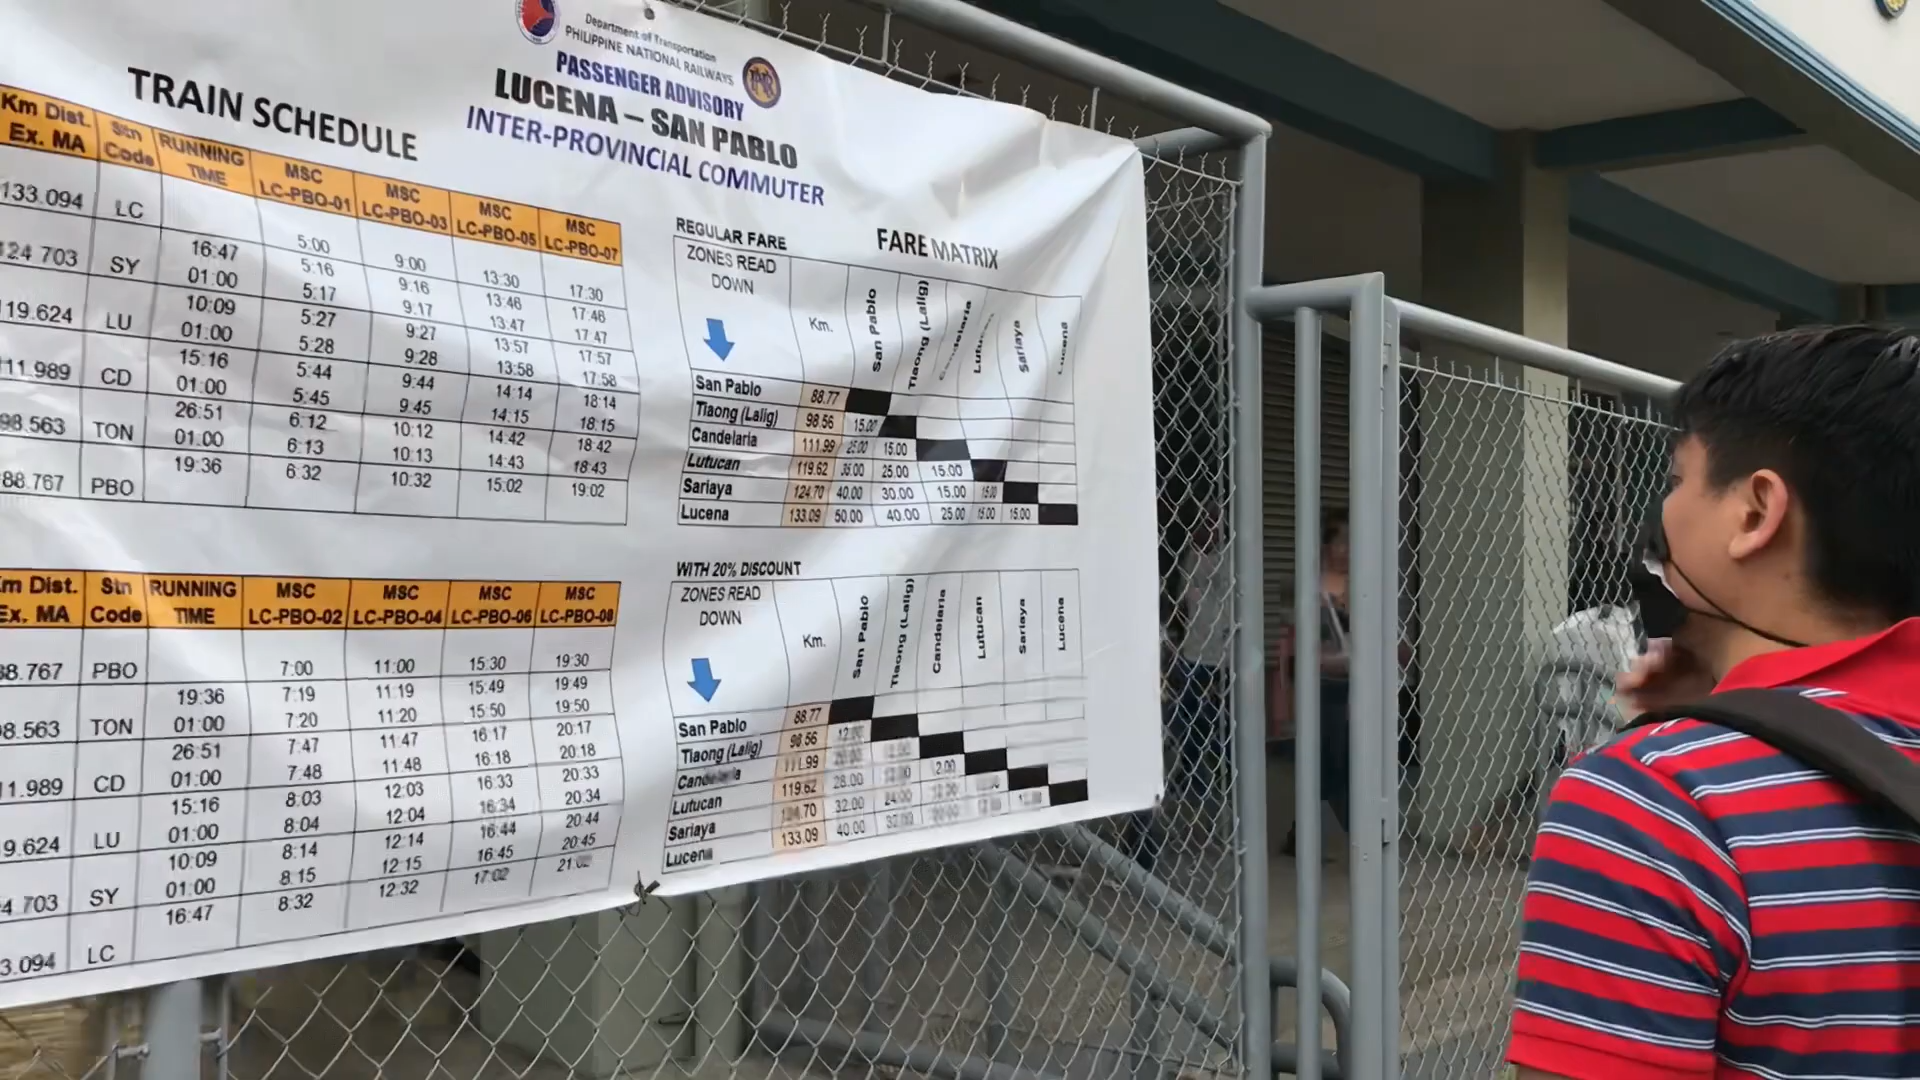 Department of Transportation
PHILIPPINE NATIONAL RAILWAYS
PASSENGER ADVISORY
LUCENA – SAN PABLO
INTER-PROVINCIAL COMMUTER
TRAIN SCHEDULE
Km Dist. Ex. MA Stn Code RUNNING TIME MSC LC-PBO-01 MSC LC-PBO-03 MSC LC-PBO-05 MSC LC-PBO-07
133.094 LC 5:00 9:00 13:30 17:30
16:47 5:16 9:16 13:46 17:46
124 703 SY 01:00 5:17 9:17 13:47 17 47
10:09 5:27 9:27 13:57 17:57
119.624 LU 01:00 5:28 9:28 13:58 17:58
15:16 5:44 9:44 14:14 18:14
111.989 CD 01:00 5:45 9:45 14:15 18:15
26:51 6:12 10:12 14:42 18:42
98.563 TON 01:00 6:13 10:13 14:43 18:43
19:36 6:32 10:32 15:02 19:02
88.767 PBO
Km Dist. Ex. MA Stn Code RUNNING TIME MSC LC-PBO-02 MSC LC-PBO-04 MSC LC-PBO-06 MSC LC-PBO-08
88.767 PBO 7:00 11:00 15:30 19:30
19:36 7:19 11:19 15:49 19:49
98.563 TON 01:00 7:20 11:20 15:50 19:50
26:51 7:47 11:47 16:17 20:17
11.989 CD 01:00 7:48 11:48 16:18 20:18
15:16 8:03 12:03 16:33 20:33
9.624 LU 01:00 8:04 12:04 16:34 20:34
10:09 8:14 12:14 16:44 20:44
4 703 SY 01:00 8:15 12:15 16:45 20:45
16:47 8:32 12:32 17:02 21:02
3.094 LC
FARE MATRIX
REGULAR FARE
ZONES READ DOWN Km. San Pablo Tiaong (Lalig) Candelaria Lutucan Sariaya Lucena
San Pablo 88.77
Tiaong (Lalig) 98.56 15.00
Candelaria 111.99 25.00 15.00
Lutucan 119.62 35.00 25.00 15.00
Sariaya 124.70 40.00 30.00 15.00 15.00
Lucena 133.09 50.00 40.00 25.00 15.00 15.00
WITH 20% DISCOUNT
ZONES READ DOWN Km. San Pablo Tiaong (Lalig) Candelaria Lutucan Sariaya Lucena
San Pablo 88.77
Tiaong (Lalig) 98.56
Candelaria 111.99
Lutucan 119.62 28.00
Sariaya 32.00 24.00
Lucena 133.09 40.00